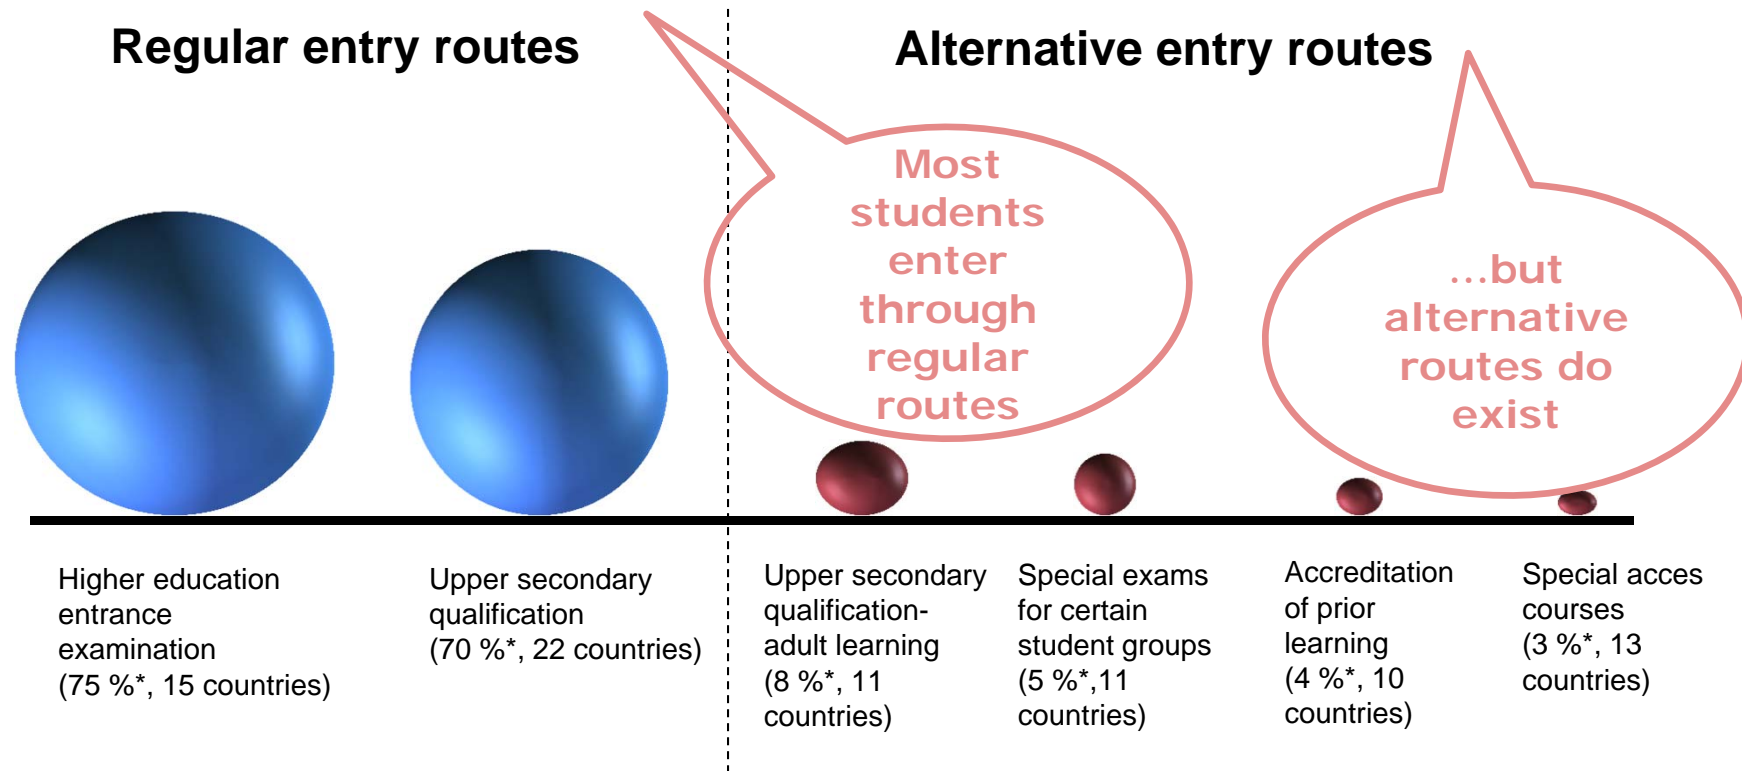 Regular entry routes
Alternative entry routes
Most
students
enter
through
regular
routes
...but
alternative
routes do
exist
Higher education
entrance
examination
(75 %*, 15 countries)
Upper secondary
qualification
(70 %*, 22 countries)
Upper secondary
qualification-
adult learning
(8 %*, 11
countries)
Special exams
for certain
student groups
(5 %*,11
countries)
Accreditation
of prior
learning
(4 %*, 10
countries)
Special acces
courses
(3 %*, 13
countries)